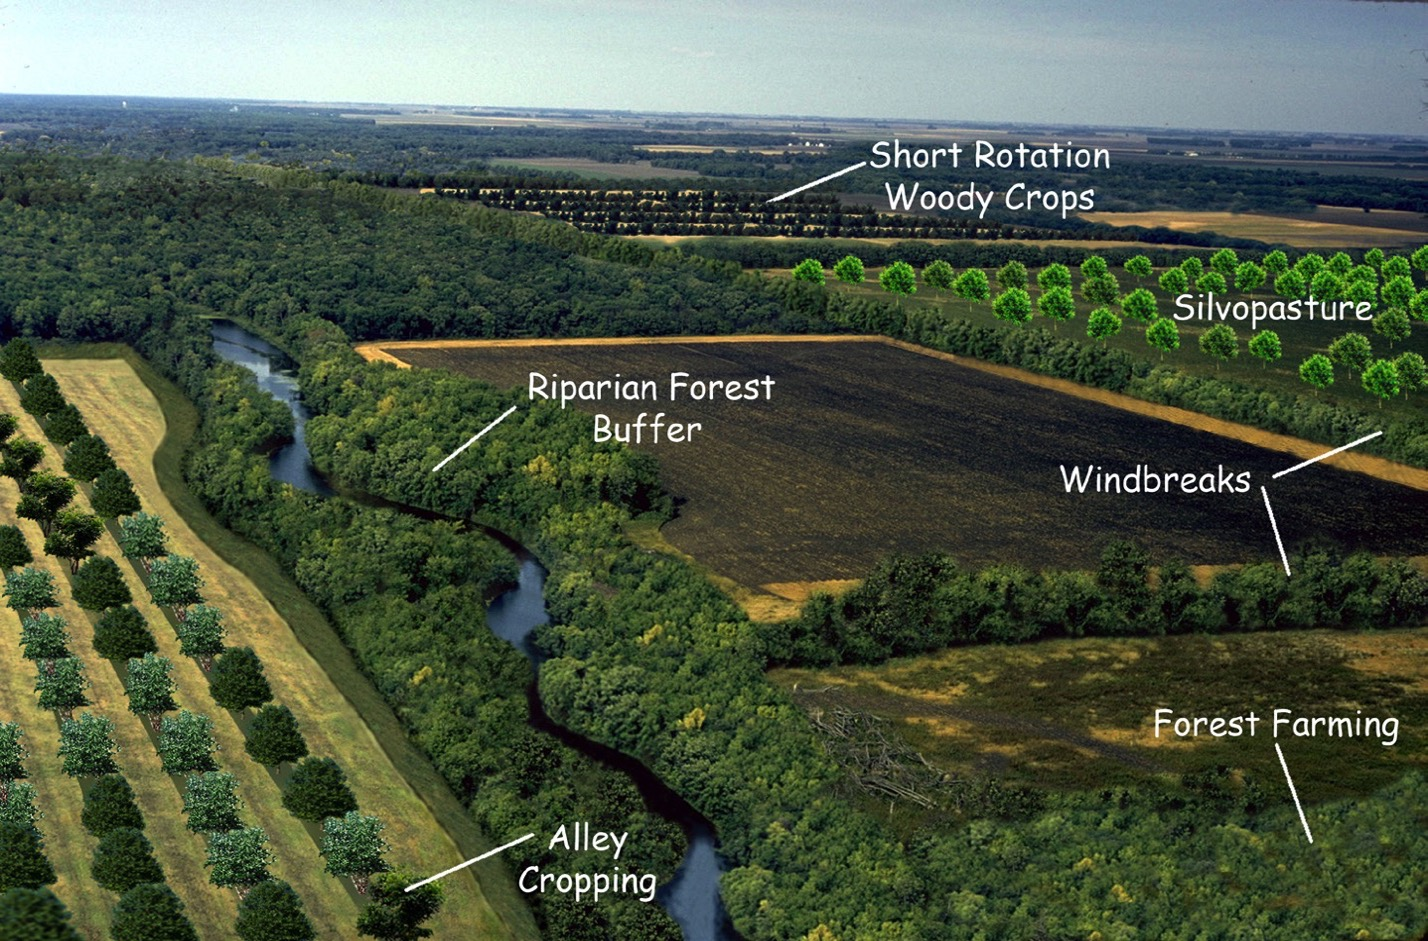 Short Rotation
Woody Crops
Silvopasture
Riparian Forest
Buffer
Windbreaks
Forest Farming
Alley
Cropping